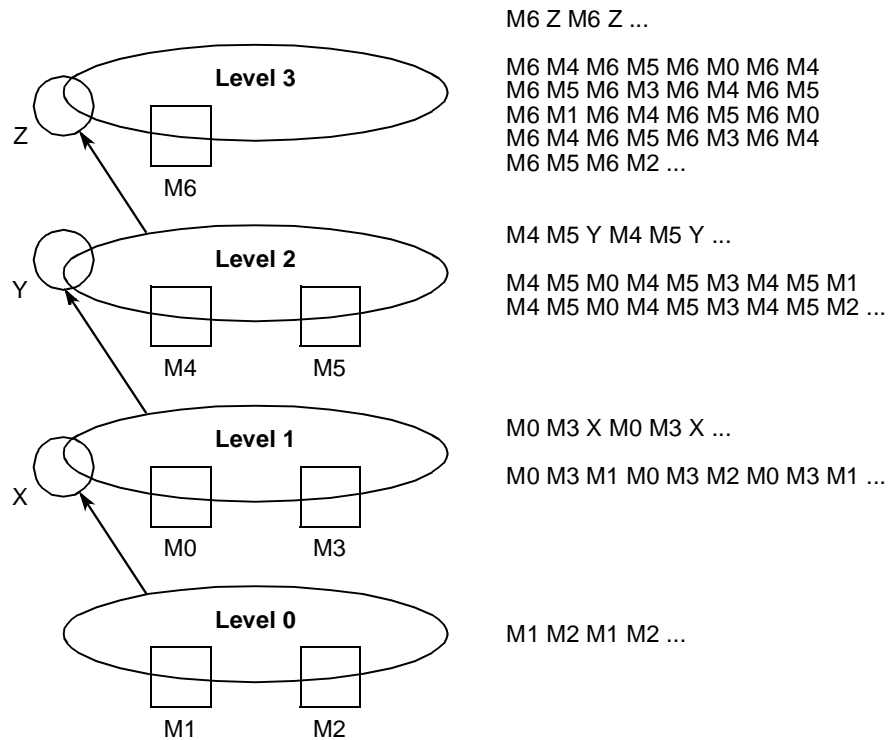 M6 Z M6 Z ...
Level 3
M6 M4 M6 M5 M6 M0 M6 M4
M6 M5 M6 M3 M6 M4 M6 M5
M6 M1 M6 M4 M6 M5 M6 M0
M6 M4 M6 M5 M6 M3 M6 M4
M6 M5 M6 M2 ...
Z
M6
Level 2
M4 M5 Y M4 M5 Y ...
Y
M4 M5 M0 M4 M5 M3 M4 M5 M1
M4 M5 M0 M4 M5 M3 M4 M5 M2 ...
M4
M5
Level 1
M0 M3 X M0 M3 X ...
X
M0 M3 M1 M0 M3 M2 M0 M3 M1 ...
M0
M3
Level 0
M1 M2 M1 M2 ...
M1
M2